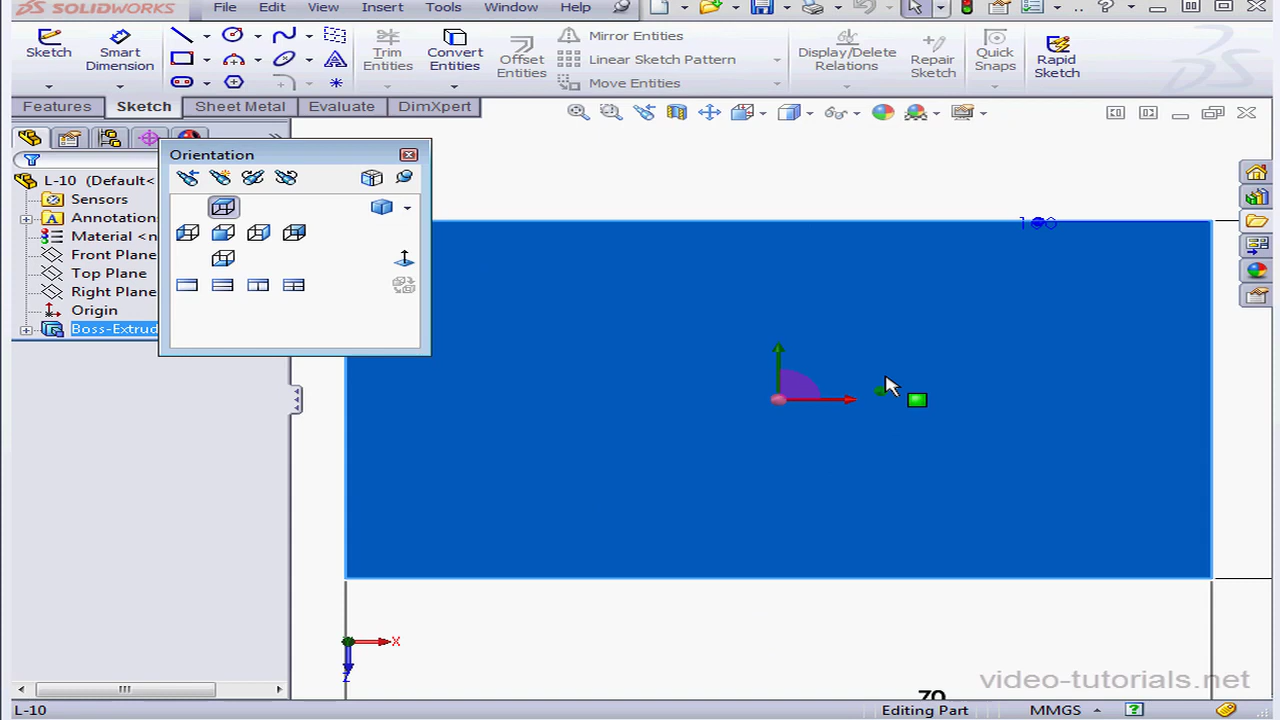 SOLIDWORKS File Edit View Insert Tools Window Help
Sketch Smart Dimension Trim Entities Convert Entities Offset Entities Mirror Entities Display/Delete Relations Repair Sketch Quick Snaps Rapid Sketch
Linear Sketch Pattern
Move Entities
Features Sketch Sheet Metal Evaluate DimXpert
Orientation
L-10 (Default<
Sensors
Annotation
Material <n
Front Plane
Top Plane
Right Plane
Origin
Boss-Extrud
X
Z
70
video-tutorials.net
L-10 Editing Part MMGS